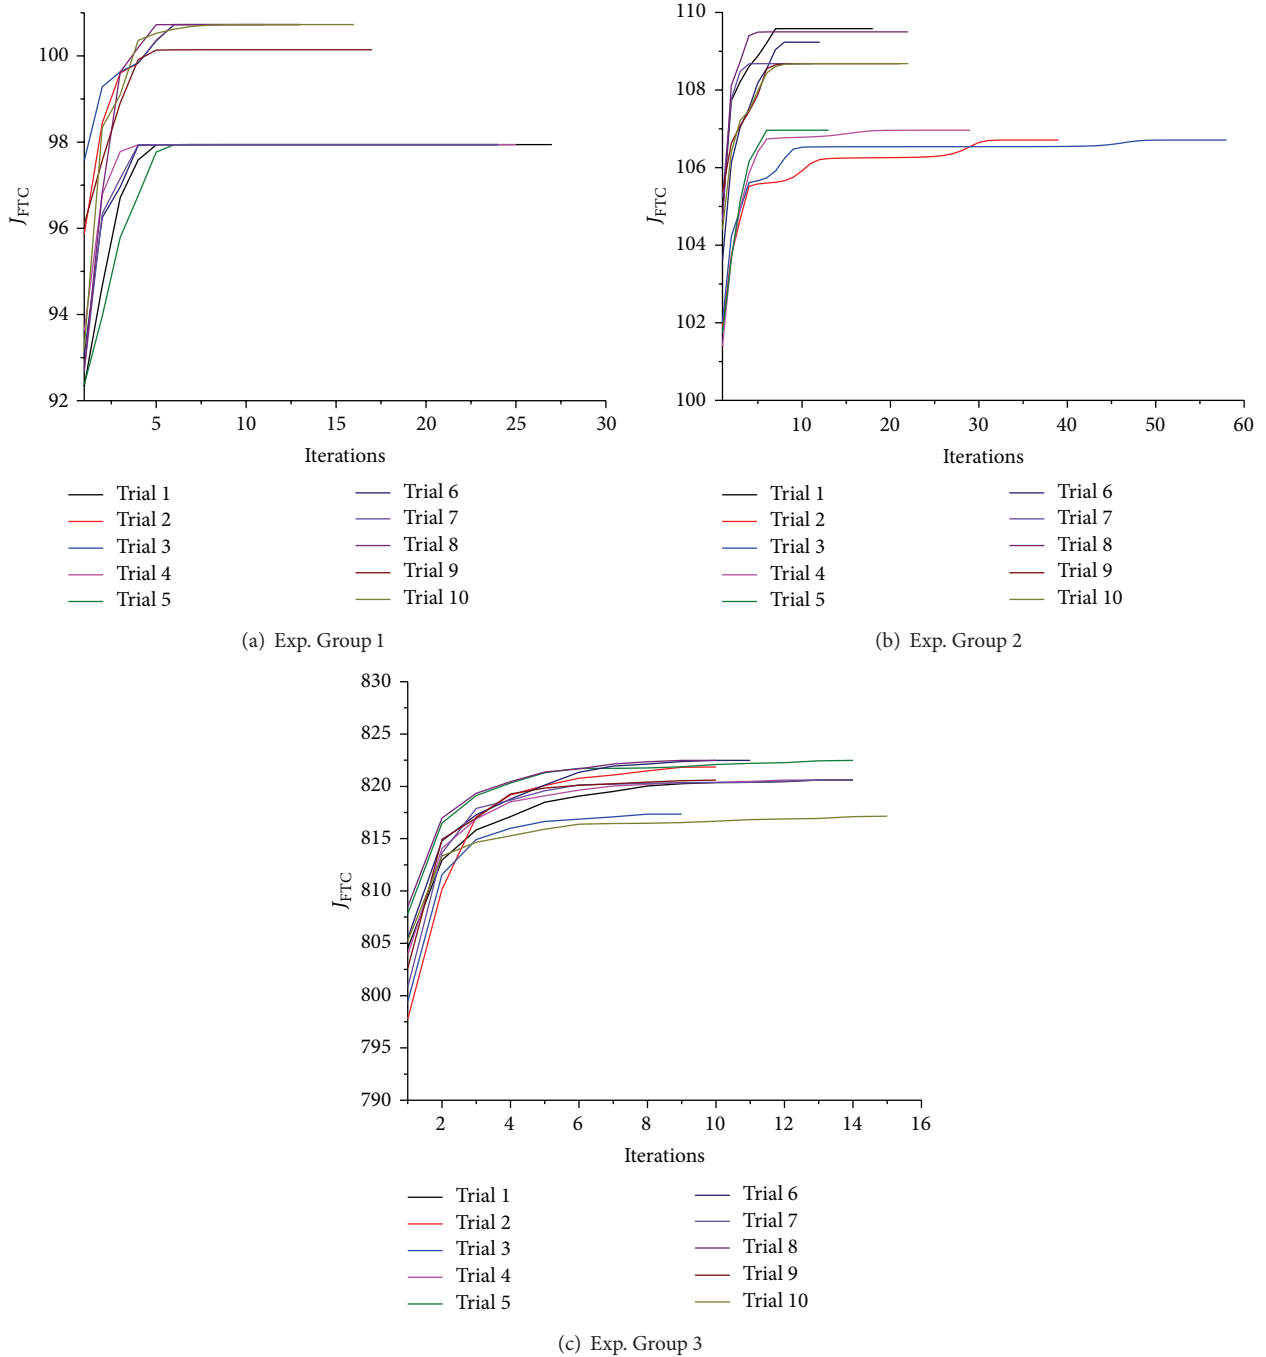 100
98
96
94
92
J_FTC
5
10
15
20
25
30
Iterations
Trial 1
Trial 2
Trial 3
Trial 4
Trial 5
Trial 6
Trial 7
Trial 8
Trial 9
Trial 10
(a) Exp. Group 1
110
108
106
104
102
100
J_FTC
10
20
30
40
50
60
Iterations
Trial 1
Trial 2
Trial 3
Trial 4
Trial 5
Trial 6
Trial 7
Trial 8
Trial 9
Trial 10
(b) Exp. Group 2
830
825
820
815
810
805
800
795
790
J_FTC
2
4
6
8
10
12
14
16
Iterations
Trial 1
Trial 2
Trial 3
Trial 4
Trial 5
Trial 6
Trial 7
Trial 8
Trial 9
Trial 10
(c) Exp. Group 3